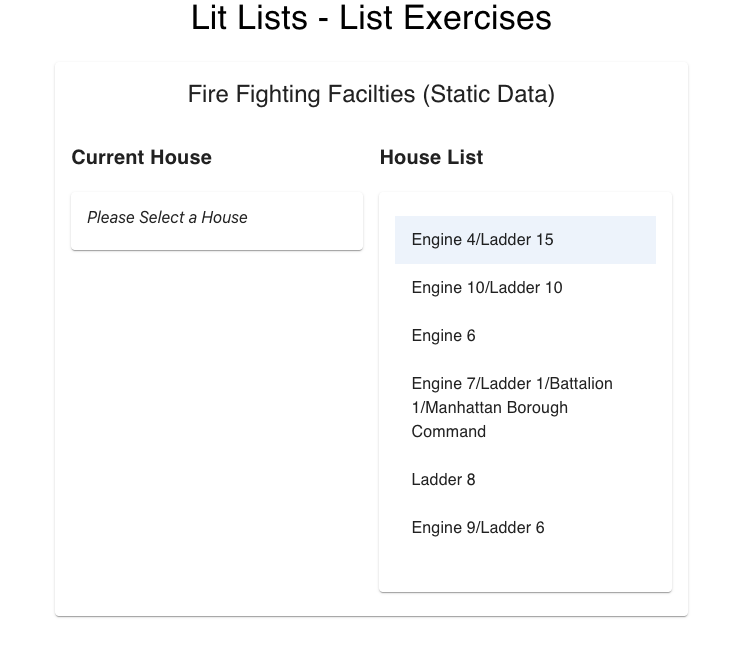 Lit Lists - List Exercises
Fire Fighting Facilties (Static Data)
Current House
Please Select a House
House List
Engine 4/Ladder 15
Engine 10/Ladder 10
Engine 6
Engine 7/Ladder 1/Battalion
1/Manhattan Borough
Command
Ladder 8
Engine 9/Ladder 6